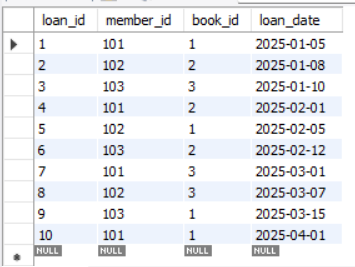 loan_id member_id book_id loan_date
1 101 1 2025-01-05
2 102 2 2025-01-08
3 103 3 2025-01-10
4 101 2 2025-02-01
5 102 1 2025-02-05
6 103 2 2025-02-12
7 101 3 2025-03-01
8 102 3 2025-03-07
9 103 1 2025-03-15
10 101 1 2025-04-01
NULL NULL NULL NULL